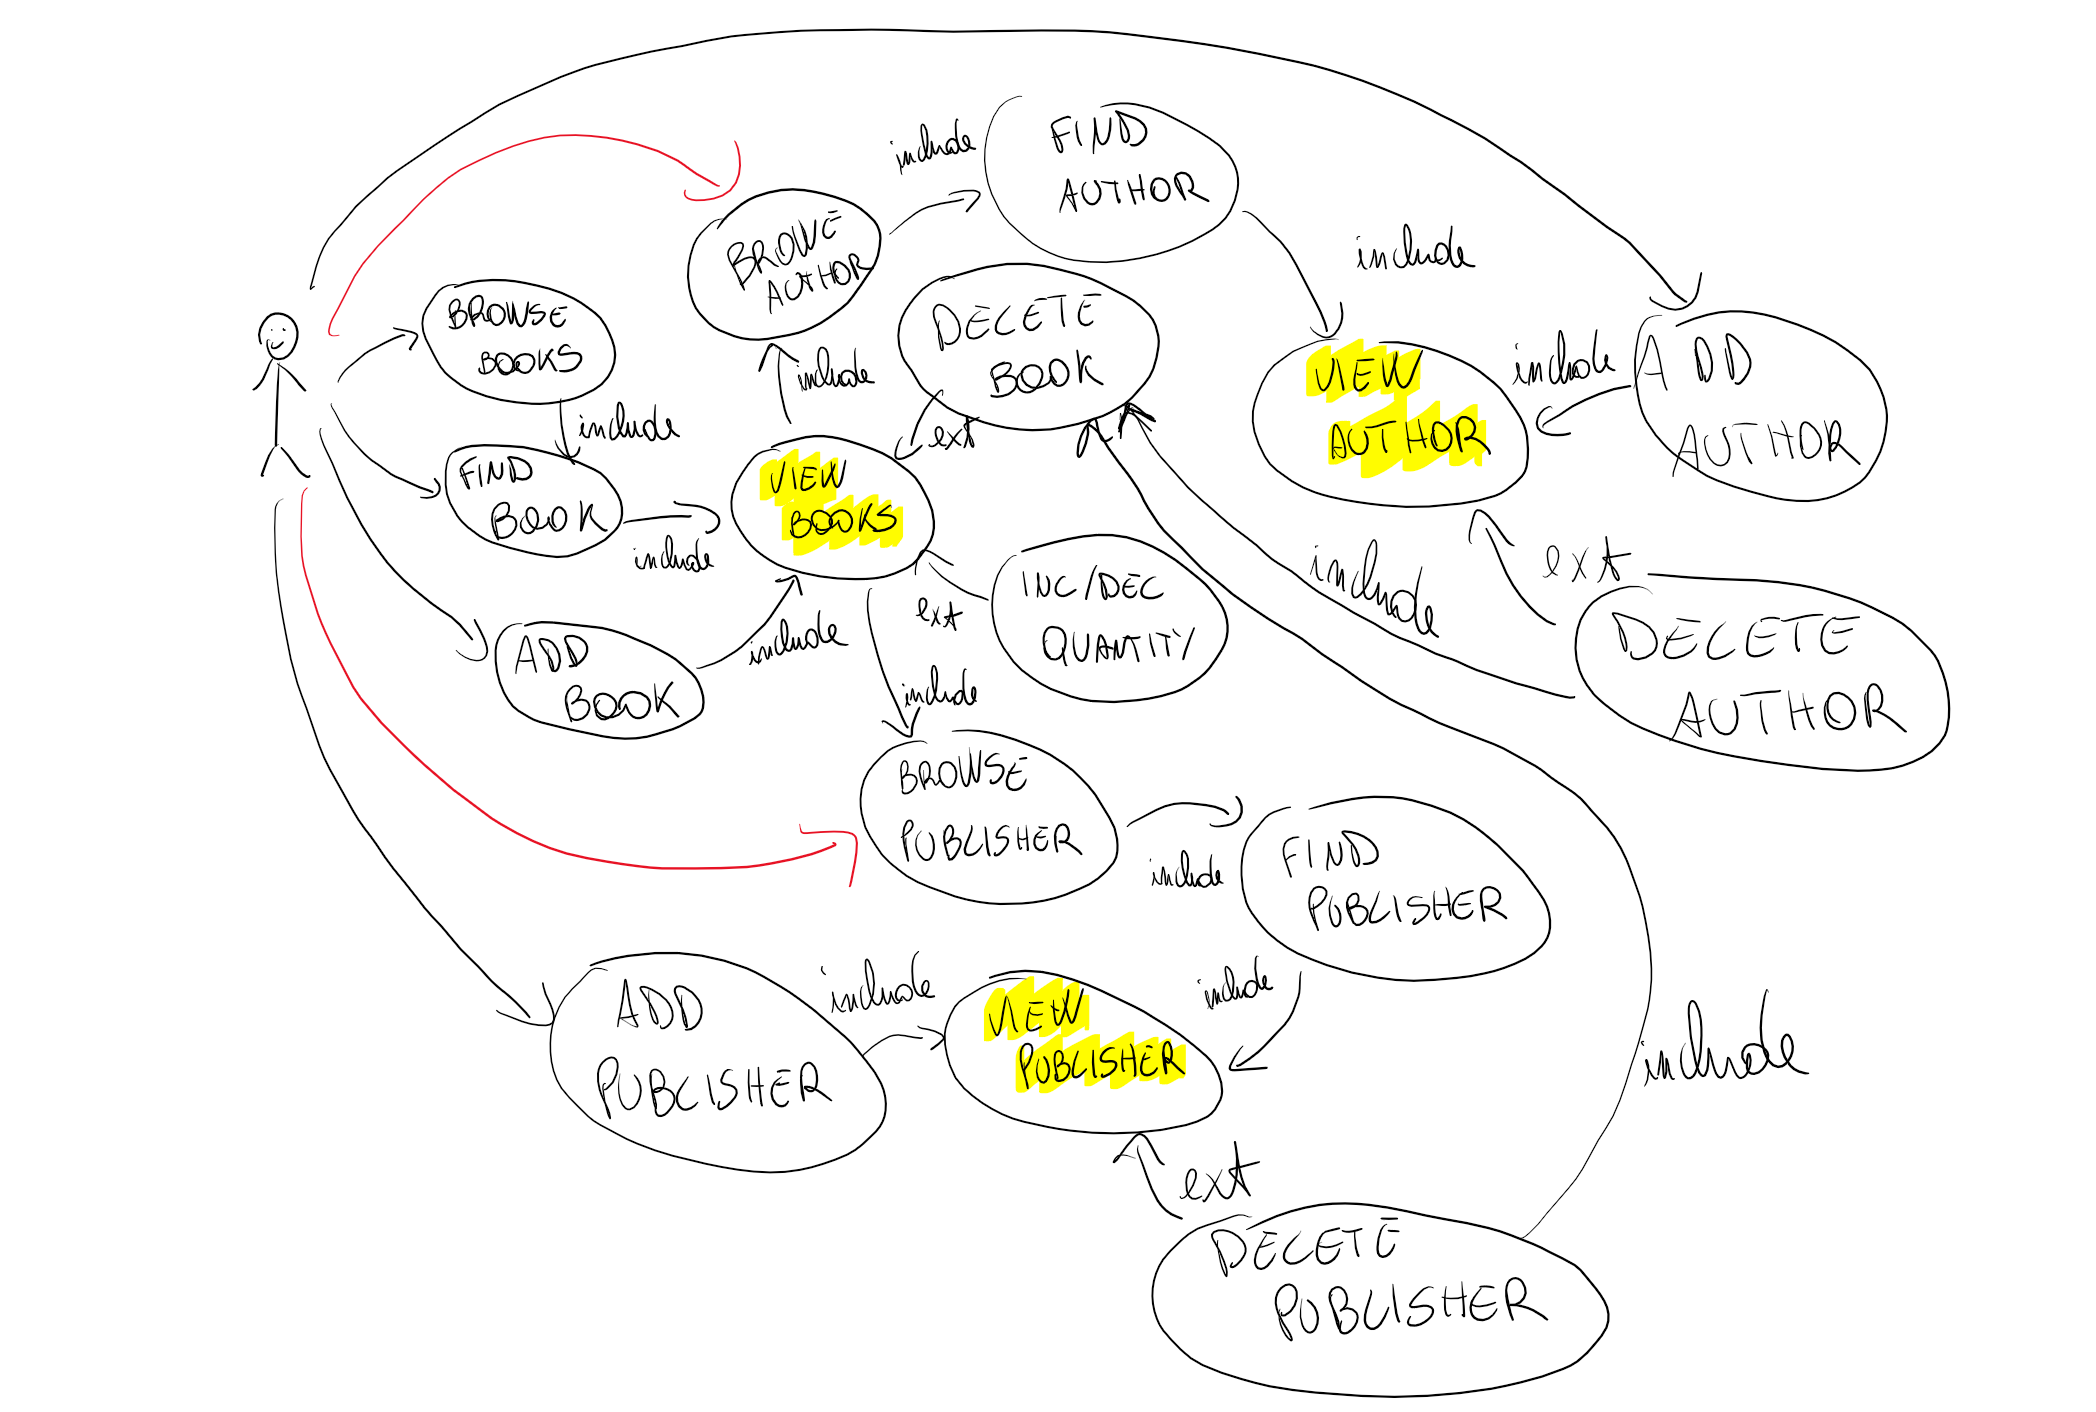 include
FIND
AUTHOR
BROWE
AUTHOR
include
BROWSE
BOOKS
DELETE
BOOK
VIEW
AUTHOR
include
ADD
AUTHOR
include
include
ext
FIND
BOOK
VIEW
BOOKS
include
INC/DEC
QUANTITY
ext
include
ext
DELETE
AUTHOR
ADD
BOOK
include
include
BROWSE
PUBLISHER
include
FIND
PUBLISHER
ADD
PUBLISHER
include
VIEW
PUBLISHER
include
include
ext
DELETE
PUBLISHER